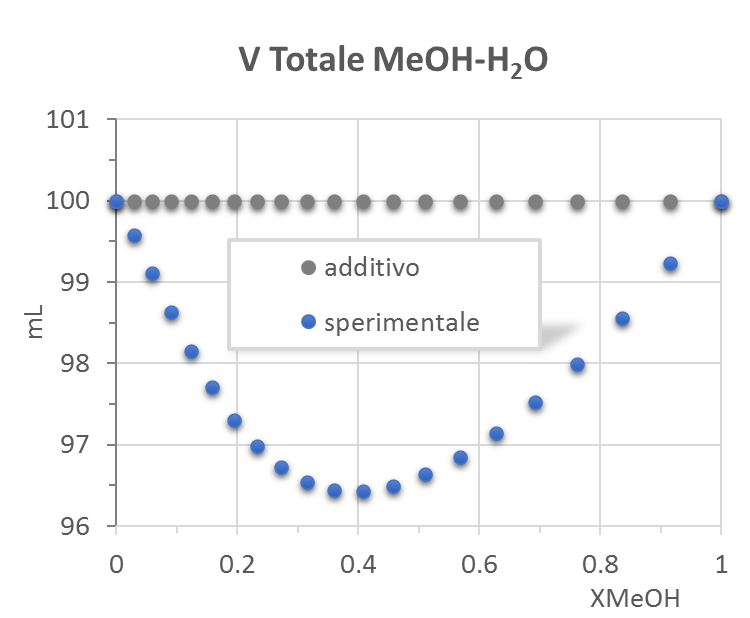 V Totale MeOH-H₂O
101
100
99
98
97
96
mL
additivo
sperimentale
0 0.2 0.4 0.6 0.8 1
XMeOH